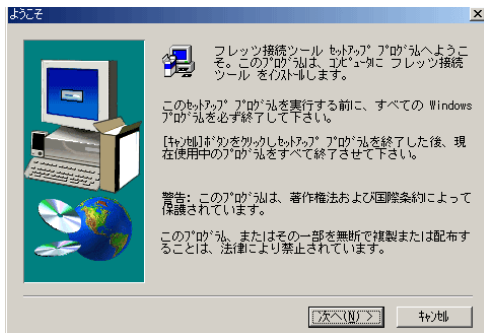 ようこそ
フレッツ接続ツール ｾｯﾄｱｯﾌﾟ ﾌﾟﾛｸﾞﾗﾑへようこ
そ。このﾌﾟﾛｸﾞﾗﾑは、ｺﾝﾋﾟｭｰﾀに フレッツ接続
ツール をｲﾝｽﾄｰﾙします。
このｾｯﾄｱｯﾌﾟ ﾌﾟﾛｸﾞﾗﾑを実行する前に、すべての Windows
ﾌﾟﾛｸﾞﾗﾑを必ず終了して下さい。
[ｷｬﾝｾﾙ]ﾎﾞﾀﾝをｸﾘｯｸしｾｯﾄｱｯﾌﾟ ﾌﾟﾛｸﾞﾗﾑを終了した後、現
在使用中のﾌﾟﾛｸﾞﾗﾑをすべて終了させて下さい。
警告: このﾌﾟﾛｸﾞﾗﾑは、著作権法および国際条約によって
保護されています。
このﾌﾟﾛｸﾞﾗﾑ、またはその一部を無断で複製または配布す
ることは、法律により禁止されています。
次へ(N) >
ｷｬﾝｾﾙ